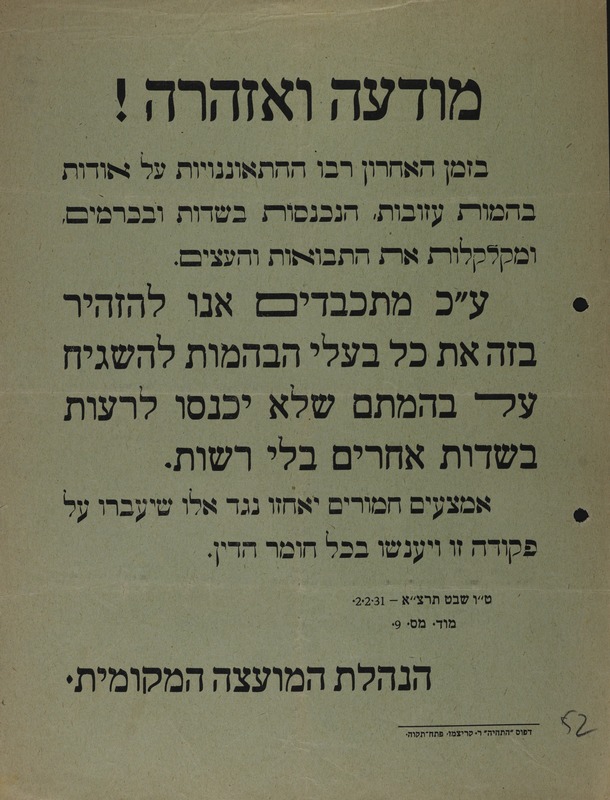 מודעה ואזהרה !
בזמן האחרון רבו ההתאוננויות על אודות
בהמות עזובות, הנכנסות בשדות ובכרמים,
ומקלקלות את התבואות והעצים.
ע״כ מתכבדים אנו להזהיר
בזה את כל בעלי הבהמות להשגיח
על בהמתם שלא יכנסו לרעות
בשדות אחרים בלי רשות.
אמצעים חמורים יאחזו נגד אלו שיעברו על
פקודה זו ויענשו בכל חומר הדין.
ט״ו שבט תרצ״א — 2·2·31.
מוד. מס. 9.
הנהלת המועצה המקומית.
דפוס ״התחיה״ ד. קריצמן, פתח־תקוה.
52